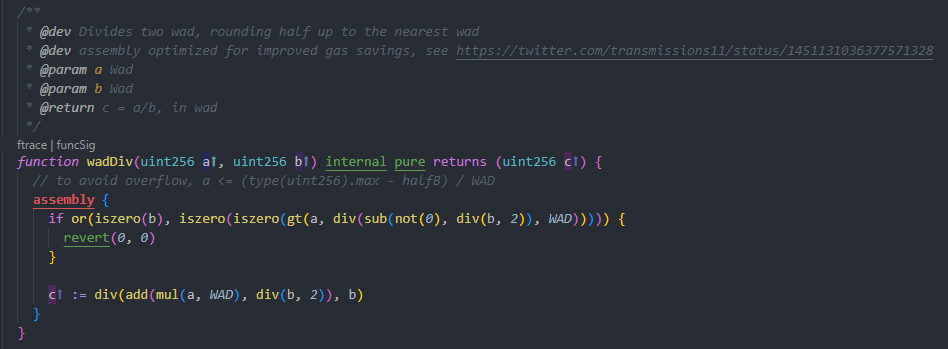 /**
* @dev Divides two wad, rounding half up to the nearest wad
* @dev assembly optimized for improved gas savings, see https://twitter.com/transmissions11/status/1451131036377571328
* @param a Wad
* @param b Wad
* @return c = a/b, in wad
*/
ftrace | funcSig
function wadDiv(uint256 a↑, uint256 b↑) internal pure returns (uint256 c↑) {
// to avoid overflow, a <= (type(uint256).max - halfB) / WAD
assembly {
if or(iszero(b), iszero(iszero(gt(a, div(sub(not(0), div(b, 2)), WAD))))) {
revert(0, 0)
}
c↑ := div(add(mul(a, WAD), div(b, 2)), b)
}
}